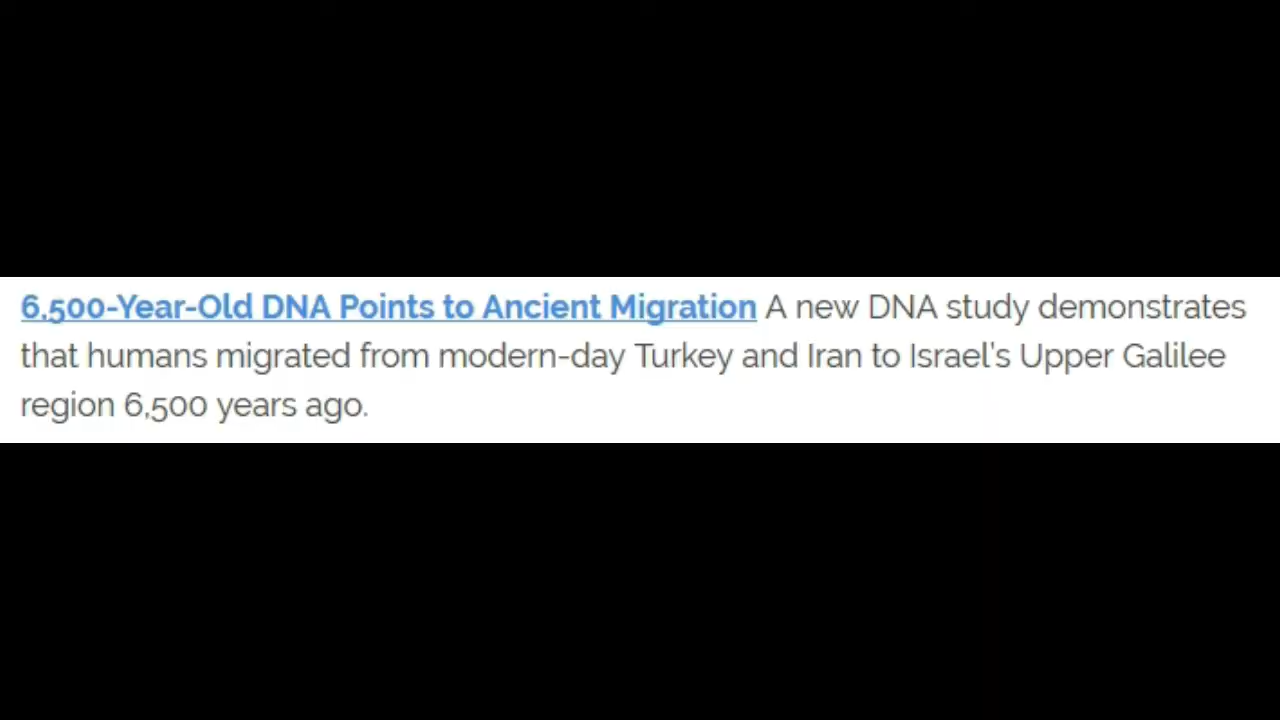 6,500-Year-Old DNA Points to Ancient Migration A new DNA study demonstrates
that humans migrated from modern-day Turkey and Iran to Israel's Upper Galilee
region 6,500 years ago.